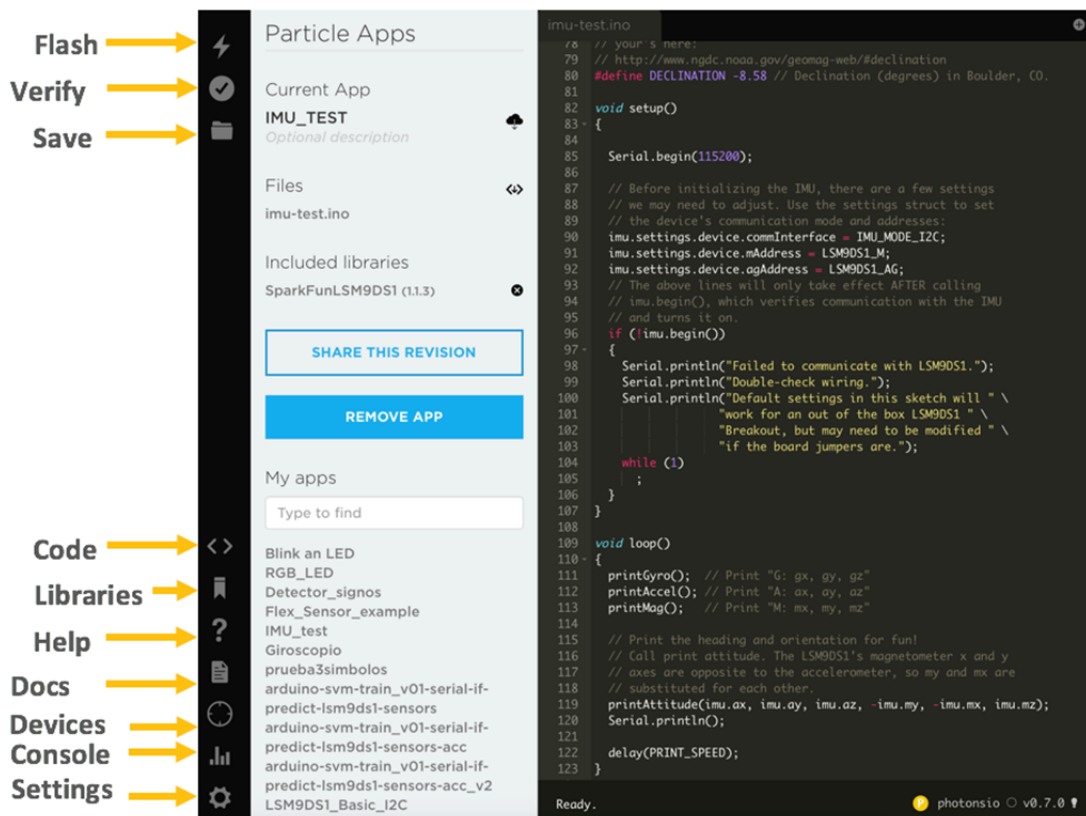 Flash
Verify
Save
Code
Libraries
Help
Docs
Devices
Console
Settings
Particle Apps
Current App
IMU_TEST
Optional description
Files
imu-test.ino
Included libraries
SparkFunLSM9DS1 (1.1.3)
SHARE THIS REVISION
REMOVE APP
My apps
Type to find
Blink an LED
RGB_LED
Detector_signos
Flex_Sensor_example
IMU_test
Giroscopio
prueba3simbolos
arduino-svm-train_v01-serial-if-
predict-lsm9ds1-sensors
arduino-svm-train_v01-serial-if-
predict-lsm9ds1-sensors-acc
arduino-svm-train_v01-serial-if-
predict-lsm9ds1-sensors-acc_v2
LSM9DS1_Basic_I2C
imu-test.ino
78 // your's here:
79 // http://www.ngdc.noaa.gov/geomag-web/#declination
80 #define DECLINATION -8.58 // Declination (degrees) in Boulder, CO.
81
82 void setup()
83 {
84
85 Serial.begin(115200);
86
87 // Before initializing the IMU, there are a few settings
88 // we may need to adjust. Use the settings struct to set
89 // the device's communication mode and addresses:
90 imu.settings.device.commInterface = IMU_MODE_I2C;
91 imu.settings.device.mAddress = LSM9DS1_M;
92 imu.settings.device.agAddress = LSM9DS1_AG;
93 // The above lines will only take effect AFTER calling
94 // imu.begin(), which verifies communication with the IMU
95 // and turns it on.
96 if (!imu.begin())
97 {
98 Serial.println("Failed to communicate with LSM9DS1.");
99 Serial.println("Double-check wiring.");
100 Serial.println("Default settings in this sketch will " \
101 "work for an out of the box LSM9DS1 " \
102 "Breakout, but may need to be modified " \
103 "if the board jumpers are.");
104 while (1)
105 ;
106 }
107 }
108
109 void loop()
110 {
111 printGyro(); // Print "G: gx, gy, gz"
112 printAccel(); // Print "A: ax, ay, az"
113 printMag(); // Print "M: mx, my, mz"
114
115 // Print the heading and orientation for fun!
116 // Call print attitude. The LSM9DS1's magnetometer x and y
117 // axes are opposite to the accelerometer, so my and mx are
118 // substituted for each other.
119 printAttitude(imu.ax, imu.ay, imu.az, -imu.my, -imu.mx, imu.mz);
120 Serial.println();
121
122 delay(PRINT_SPEED);
123 }
Ready.
P photonsio v0.7.0